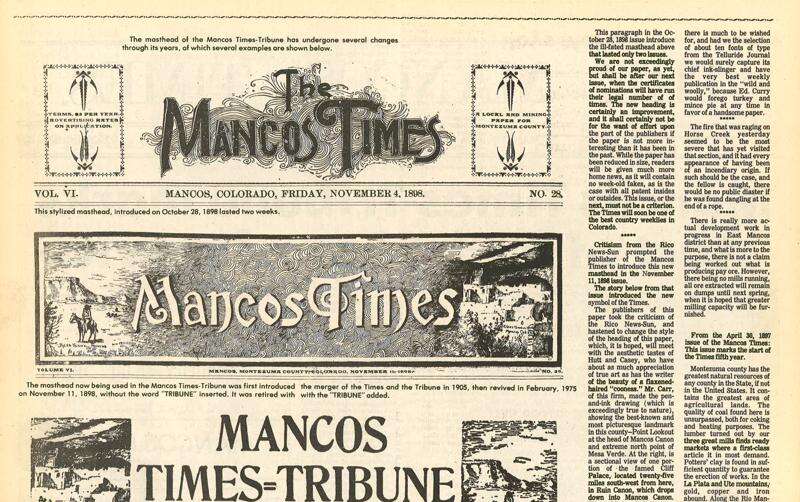 The masthead of the Mancos Times-Tribune has undergone several changes
through its years, of which several examples are shown below.
TERMS, $2 PER YEAR
ADVERTISING RATES
ON APPLICATION.
The
MANCOS TIMES
A LOCAL AND MINING
PAPER FOR
MONTEZUMA COUNTY.
VOL. VI. MANCOS, COLORADO, FRIDAY, NOVEMBER 4, 1898. NO. 28
This stylized masthead, introduced on October 28, 1898 lasted two weeks.
Mancos Times
VOLUME VI. MANCOS, MONTEZUMA COUNTY, COLORADO, NOVEMBER 11, 1898.
The masthead now being used in the Mancos Times-Tribune was first introduced
on November 11, 1898, without the word "TRIBUNE" inserted. It was retired with
the merger of the Times and the Tribune in 1905, then revived in February, 1975
with the "TRIBUNE" added.
MANCOS
TIMES=TRIBUNE
This paragraph in the Oc-
tober 28, 1898 issue introduce
the ill-fated masthead above
that lasted only two issues.
We are not exceedingly
proud of our paper, as yet,
but shall be after our next
issue, when the certificates
of nominations will have run
their legal number of
times. The new heading is
certainly an improvement,
and it shall certainly not be
for the want of effort upon
the part of the publishers if
the paper is not more in-
teresting than it has been in
the past. While the paper has
been reduced in size, readers
will be given much more
home news, as it will contain
no week-old fakes, as is the
case with all patent insides
or outsides. This issue, or the
next, must not be a criterion.
The Times will soon be one of
the best country weeklies in
Colorado.
*****
Critisism from the Rico
News-Sun prompted the
publisher of the Mancos
Times to introduce this new
masthead in the November
11, 1898 issue.
The story below from that
issue introduced the new
symbol of the Times.
The publishers of this
paper took the criticism of
the Rico News-Sun, and
hastened to change the style
of the heading of this paper,
which, it is hoped, will meet
with the aesthetic tastes of
Hutt and Casey, who have
about as much appreciation
of true art as has the writer
of the beauty of a flaxened-
haired "cooness." Mr. Carr,
of this firm, made the pen-
and-ink drawing (which is
exceedingly true to nature),
showing the best-known and
most picturesque landmark
in this county—Point Lookout
at the head of Mancos Canon
and extreme north point of
Mesa Verde. At the right, is
a sectional view of one por-
tion of the famed Cliff
Palace, located twenty-five
miles south-west from here,
in Ruin Canon, which drops
down into Mancos Canon.
there is much to be wished
for, and had we the selection
of about ten fonts of type
from the Telluride Journal
we would surely capture its
chief ink-slinger and have
the very best weekly
publication in the "wild and
woolly," because Ed. Curry
would forego turkey and
mince pie at any time in
favor of a handsome paper.
*****
The fire that was raging on
Horse Creek yesterday
seemed to be the most
severe that has yet visited
that section, and it had every
appearance of having been
of an incendiary origin. If
such should be the case, and
the fellow is caught, there
would be no public diaster if
he was found dangling at the
end of a rope.
*****
There is really more ac-
tual development work in
progress in East Mancos
district than at any previous
time, and what is more to the
purpose, there is not a claim
being worked out what is
producing pay ore. However,
there being no mills running,
all ore extracted will remain
on dumps until next spring,
when it is hoped that greater
milling capacity will be fur-
nished.
From the April 30, 1897
issue of the Mancos Times:
This issue marks the start of
the Times fifth year.
Montezuma county has the
greatest natural resources of
any county in the State, if not
in the United States. It con-
tains the greatest area of
agricultural lands. The
quality of coal found here is
unsurpassed, both for coking
and heating purposes. The
lumber turned out by our
three great mills finds ready
markets where a first-class
article it in most demand.
Potters' clay is found in suf-
ficient quantity to guarantee
the erection of works. In the
La Plata and Ute mountains,
gold, copper and iron
abound. Along the Rio Man-